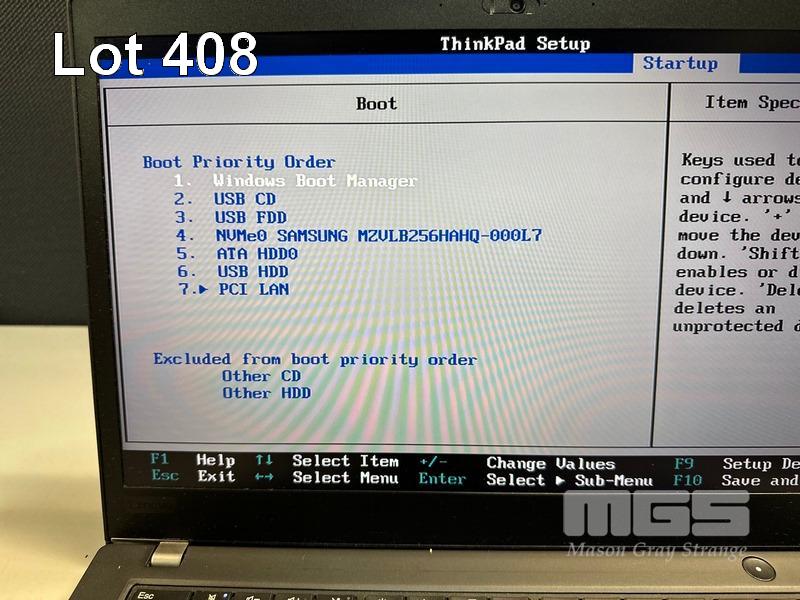 Lot 408
ThinkPad Setup
Startup
Boot
Item Spec
Boot Priority Order
1. Windows Boot Manager
2. USB CD
3. USB FDD
4. NVMe0 SAMSUNG MZVLB256HAHQ-000L7
5. ATA HDD0
6. USB HDD
7.▶ PCI LAN
Excluded from boot priority order
Other CD
Other HDD
Keys used to
configure de
and ↓ arrows
device. '+'
move the dev
down. 'Shift
enables or d
device. 'Del
deletes an
unprotected d
F1 Help ↑↓ Select Item +/- Change Values F9 Setup De
Esc Exit ←→ Select Menu Enter Select ▶ Sub-Menu F10 Save and
MGS
Mason Gray Strange
Esc